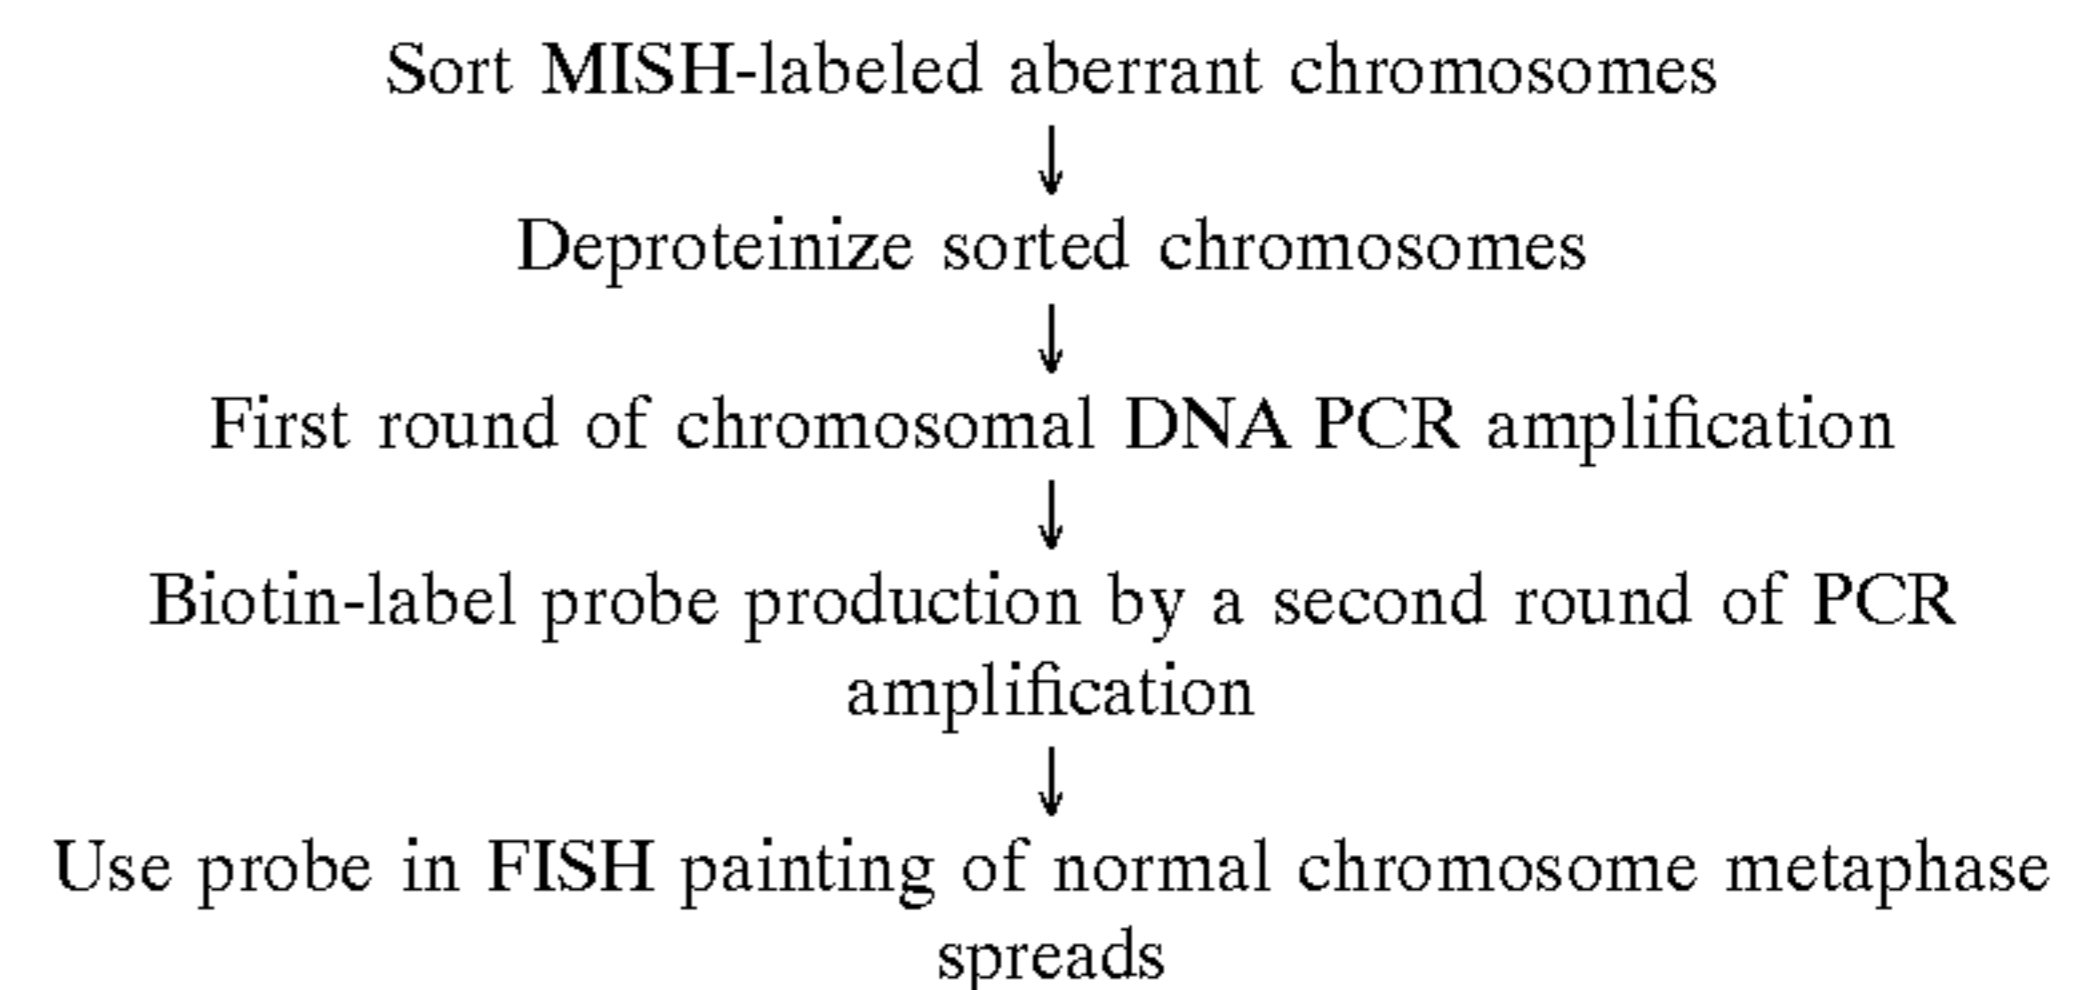 Sort MISH-labeled aberrant chromosomes
↓
Deproteinize sorted chromosomes
↓
First round of chromosomal DNA PCR amplification
↓
Biotin-label probe production by a second round of PCR
amplification
↓
Use probe in FISH painting of normal chromosome metaphase
spreads